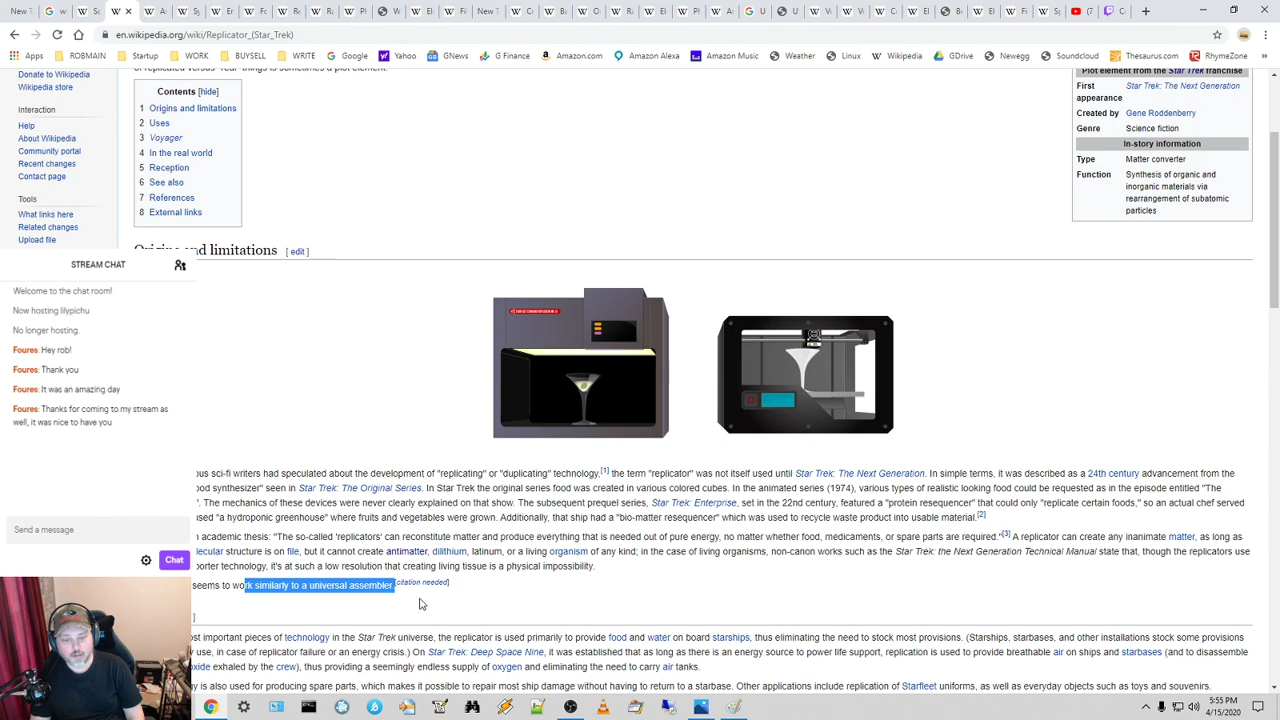 New T
en.wikipedia.org/wiki/Replicator_(Star_Trek)
Apps ROBMAIN Startup WORK BUYSELL WRITE Google Yahoo GNews G Finance Amazon.com Amazon Alexa Amazon Music Weather Linux Wikipedia GDrive Newegg Soundcloud Thesaurus.com RhymeZone »
Donate to Wikipedia
Wikipedia store
Interaction
Help
About Wikipedia
Community portal
Recent changes
Contact page
Tools
What links here
Related changes
Upload file
of replicated versus "real" things is sometimes a plot element.
Contents [hide]
1 Origins and limitations
2 Uses
3 Voyager
4 In the real world
5 Reception
6 See also
7 References
8 External links
Plot element from the Star Trek franchise
First appearance Star Trek: The Next Generation
Created by Gene Roddenberry
Genre Science fiction
In-story information
Type Matter converter
Function Synthesis of organic and
inorganic materials via
rearrangement of subatomic
particles
Origins and limitations [ edit ]
STREAM CHAT
Welcome to the chat room!
Now hosting lilypichu
No longer hosting.
Foures: Hey rob!
Foures: Thank you
Foures: It was an amazing day
Foures: Thanks for coming to my stream as
well, it was nice to have you
Send a message
Chat
ous sci-fi writers had speculated about the development of "replicating" or "duplicating" technology,[1] the term "replicator" was not itself used until Star Trek: The Next Generation. In simple terms, it was described as a 24th century advancement from the
ood synthesizer" seen in Star Trek: The Original Series. In Star Trek the original series food was created in various colored cubes. In the animated series (1974), various types of realistic looking food could be requested as in the episode entitled "The
". The mechanics of these devices were never clearly explained on that show. The subsequent prequel series, Star Trek: Enterprise, set in the 22nd century, featured a "protein resequencer" that could only "replicate certain foods", so an actual chef served
used "a hydroponic greenhouse" where fruits and vegetables were grown. Additionally, that ship had a "bio-matter resequencer" which was used to recycle waste product into usable material.[2]
n academic thesis: "The so-called 'replicators' can reconstitute matter and produce everything that is needed out of pure energy, no matter whether food, medicaments, or spare parts are required."[3] A replicator can create any inanimate matter, as long as
lecular structure is on file, but it cannot create antimatter, dilithium, latinum, or a living organism of any kind; in the case of living organisms, non-canon works such as the Star Trek: the Next Generation Technical Manual state that, though the replicators use
porter technology, it's at such a low resolution that creating living tissue is a physical impossibility.
seems to work similarly to a universal assembler.[citation needed]
]
ost important pieces of technology in the Star Trek universe, the replicator is used primarily to provide food and water on board starships, thus eliminating the need to stock most provisions. (Starships, starbases, and other installations stock some provisions
y use, in case of replicator failure or an energy crisis.) On Star Trek: Deep Space Nine, it was established that as long as there is an energy source to power life support, replication is used to provide breathable air on ships and starbases (and to disassemble
oxide exhaled by the crew), thus providing a seemingly endless supply of oxygen and eliminating the need to carry air tanks.
gy is also used for producing spare parts, which makes it possible to repair most ship damage without having to return to a starbase. Other applications include replication of Starfleet uniforms, as well as everyday objects such as toys and souvenirs.
5:55 PM
4/15/2020